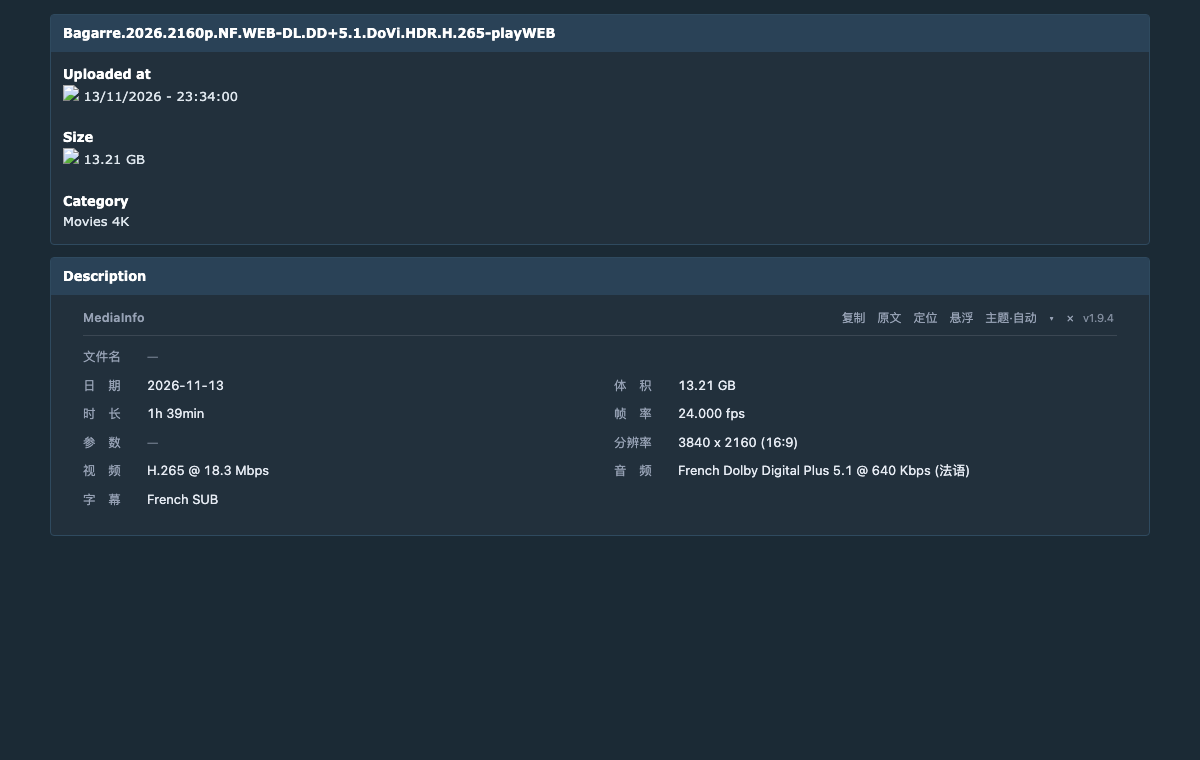 Bagarre.2026.2160p.NF.WEB-DL.DD+5.1.DoVi.HDR.H.265-playWEB
Uploaded at
13/11/2026 - 23:34:00
Size
13.21 GB
Category
Movies 4K
Description
MediaInfo 复制 原文 定位 悬浮 主题·自动 • × v1.9.4
文件名 —
日 期 2026-11-13 体 积 13.21 GB
时 长 1h 39min 帧 率 24.000 fps
参 数 — 分辨率 3840 x 2160 (16:9)
视 频 H.265 @ 18.3 Mbps 音 频 French Dolby Digital Plus 5.1 @ 640 Kbps (法语)
字 幕 French SUB